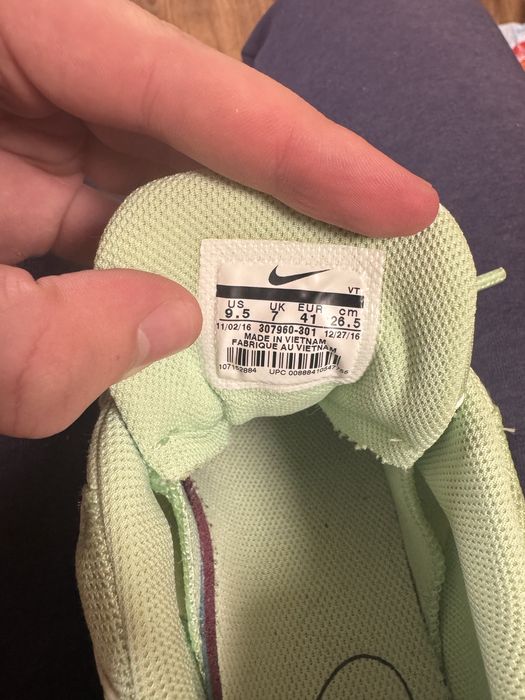 VT
US UK EUR cm
9.5 7 41 26.5
11/02/16 307960-301 12/27/16
MADE IN VIETNAM
FABRIQUE AU VIETNAM
UPC